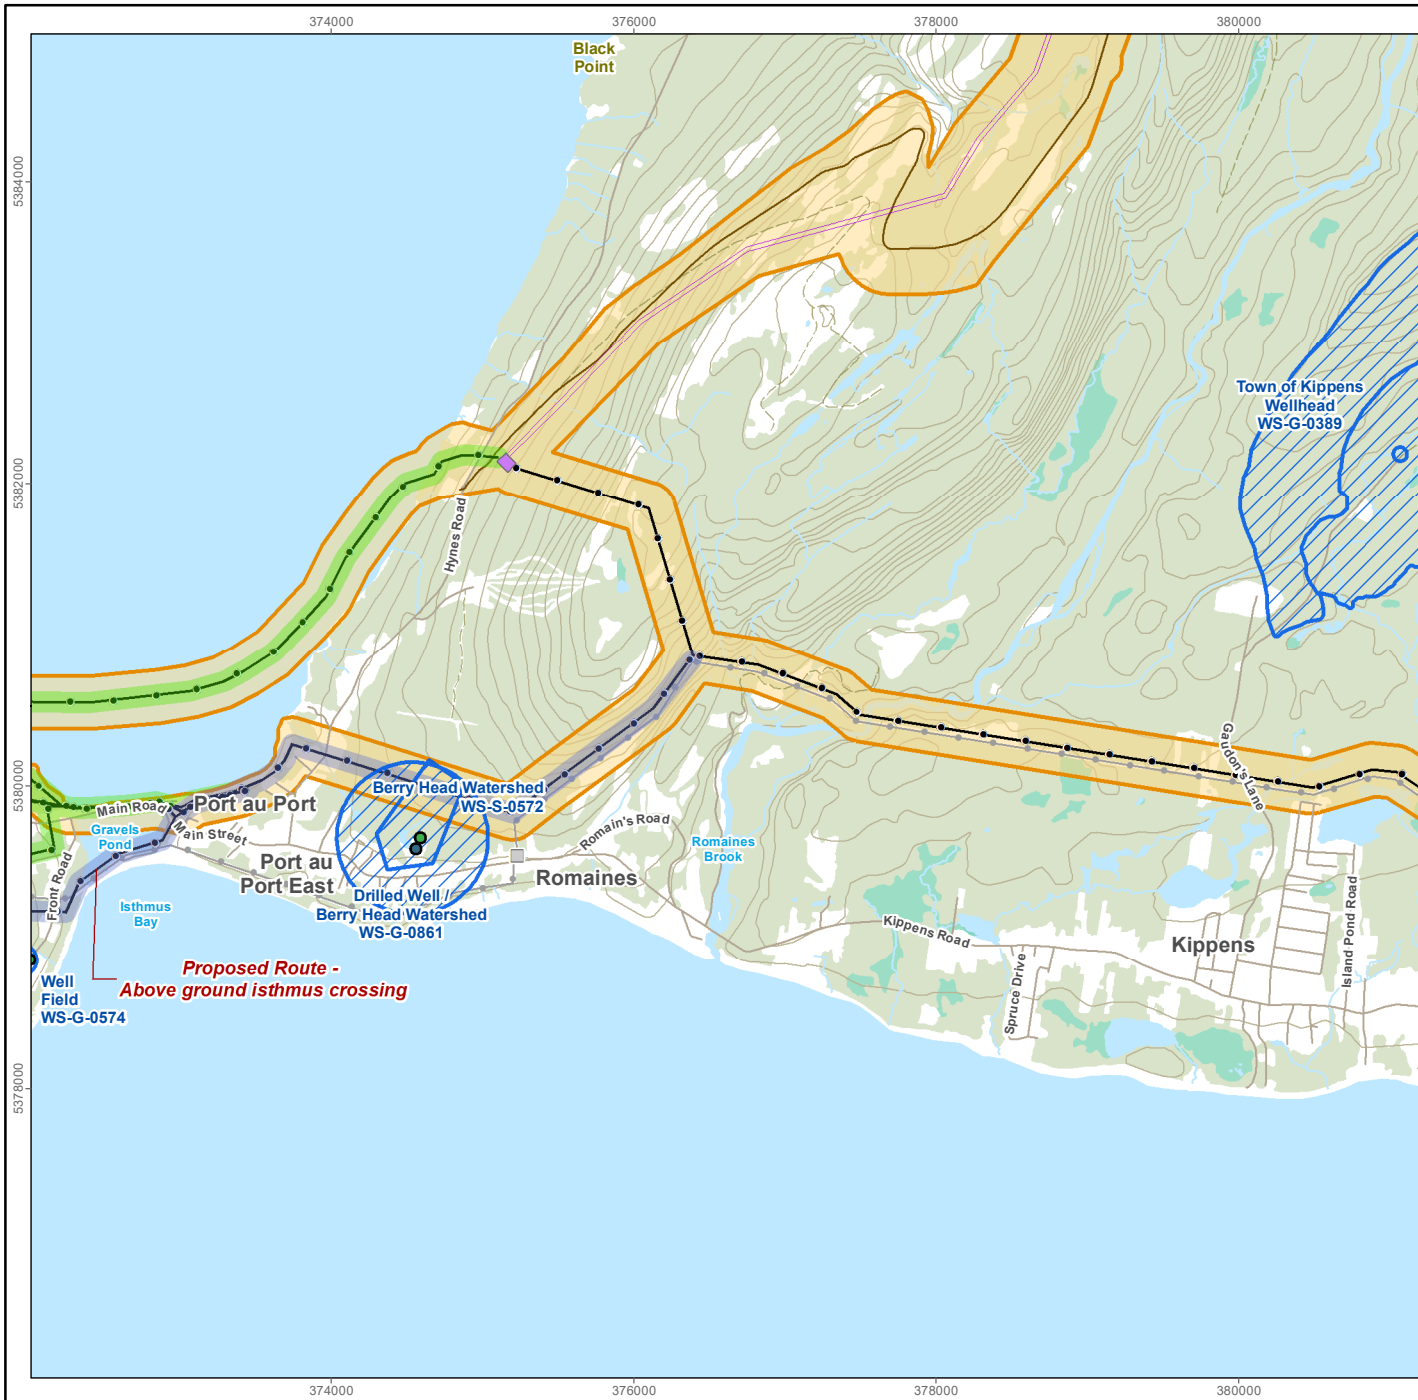 374000
376000
378000
380000
Black
Point
5384000
Town of Kippens
Wellhead
WS-G-0389
5382000
Hynes Road
5380000
Gaudon's Lane
Berry Head Watershed
WS-S-0572
Main Road
Port au Port
Gravels
Pond
Main Street
Romain's Road
Romaines
Brook
Port au
Port East
Romaines
Front Road
Isthmus
Bay
Drilled Well /
Berry Head Watershed
WS-G-0861
Kippens Road
Kippens
Island Pond Road
Spruce Drive
Proposed Route -
Above ground isthmus crossing
Well
Field
WS-G-0574
5378000
374000
376000
378000
380000